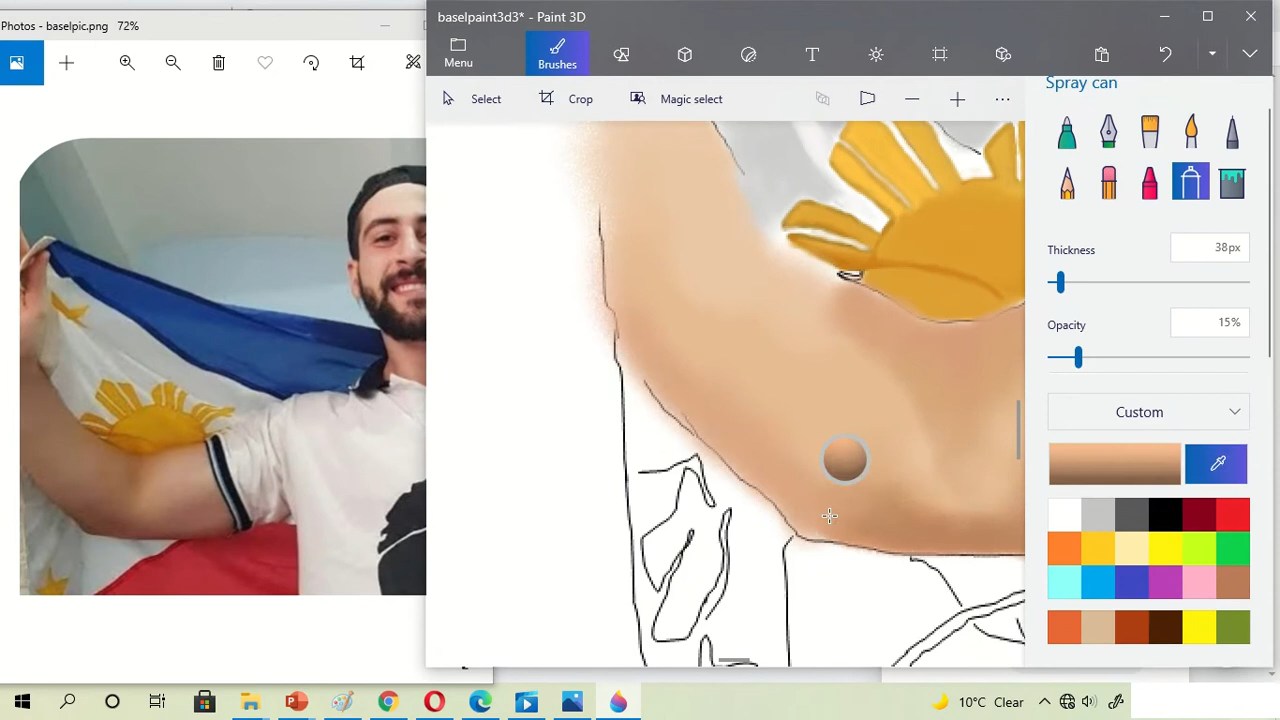 Photos - baselpic.png 72%
baselpaint3d3* - Paint 3D
Menu
Brushes
Select
Crop
Magic select
Spray can
Thickness
38px
Opacity
15%
Custom
10°C Clear